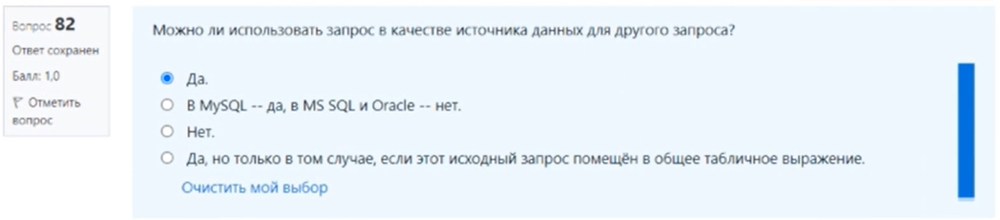 Вопрос 82
Ответ сохранен
Балл: 1,0
Отметить
вопрос
Можно ли использовать запрос в качестве источника данных для другого запроса?
Да.
В MySQL -- да, в MS SQL и Oracle -- нет.
Нет.
Да, но только в том случае, если этот исходный запрос помещён в общее табличное выражение.
Очистить мой выбор